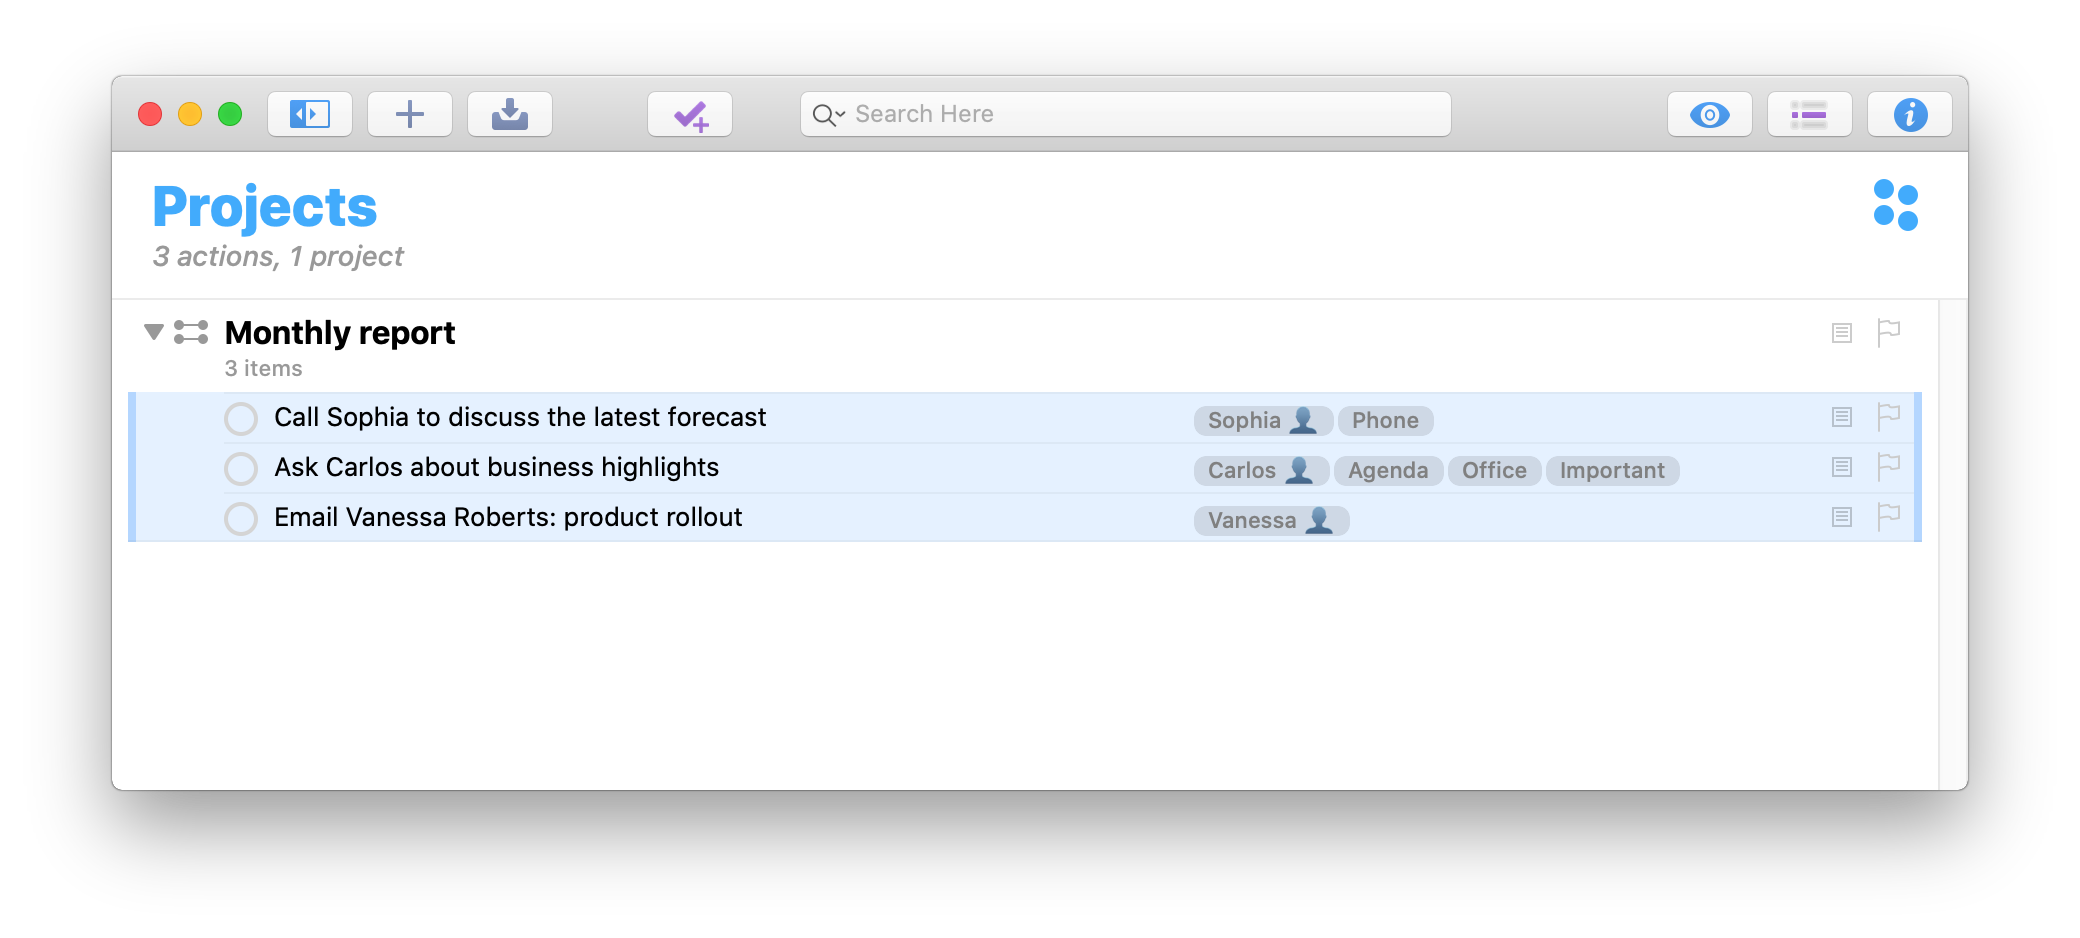 Search Here
Projects
3 actions, 1 project
Monthly report
3 items
Call Sophia to discuss the latest forecast Sophia 👤 Phone
Ask Carlos about business highlights Carlos 👤 Agenda Office Important
Email Vanessa Roberts: product rollout Vanessa 👤